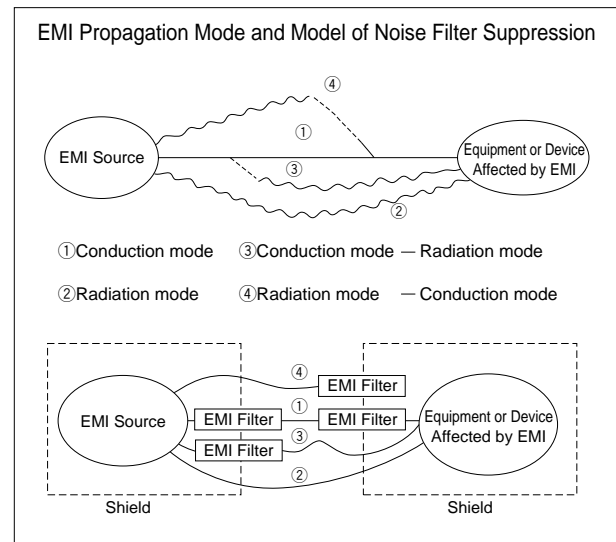 EMI Propagation Mode and Model of Noise Filter Suppression
④
①
EMI Source
Equipment or Device
Affected by EMI
③
②
①Conduction mode ③Conduction mode — Radiation mode
②Radiation mode ④Radiation mode — Conduction mode
④
EMI Filter
①
EMI Source
EMI Filter
EMI Filter
Equipment or Device
Affected by EMI
③
EMI Filter
②
Shield
Shield